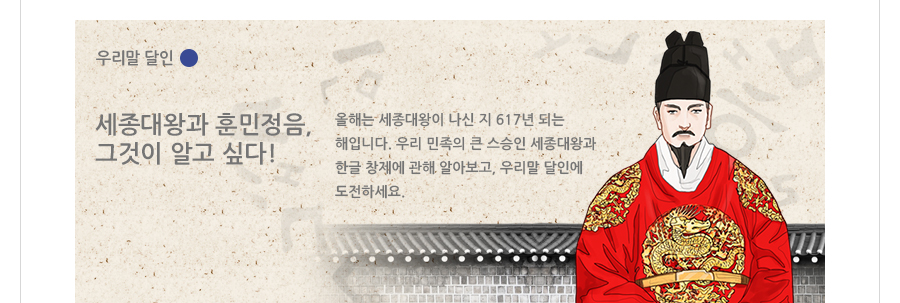 우리말 달인
세종대왕과 훈민정음,
그것이 알고 싶다!
올해는 세종대왕이 나신 지 617년 되는
해입니다. 우리 민족의 큰 스승인 세종대왕과
한글 창제에 관해 알아보고, 우리말 달인에
도전하세요.